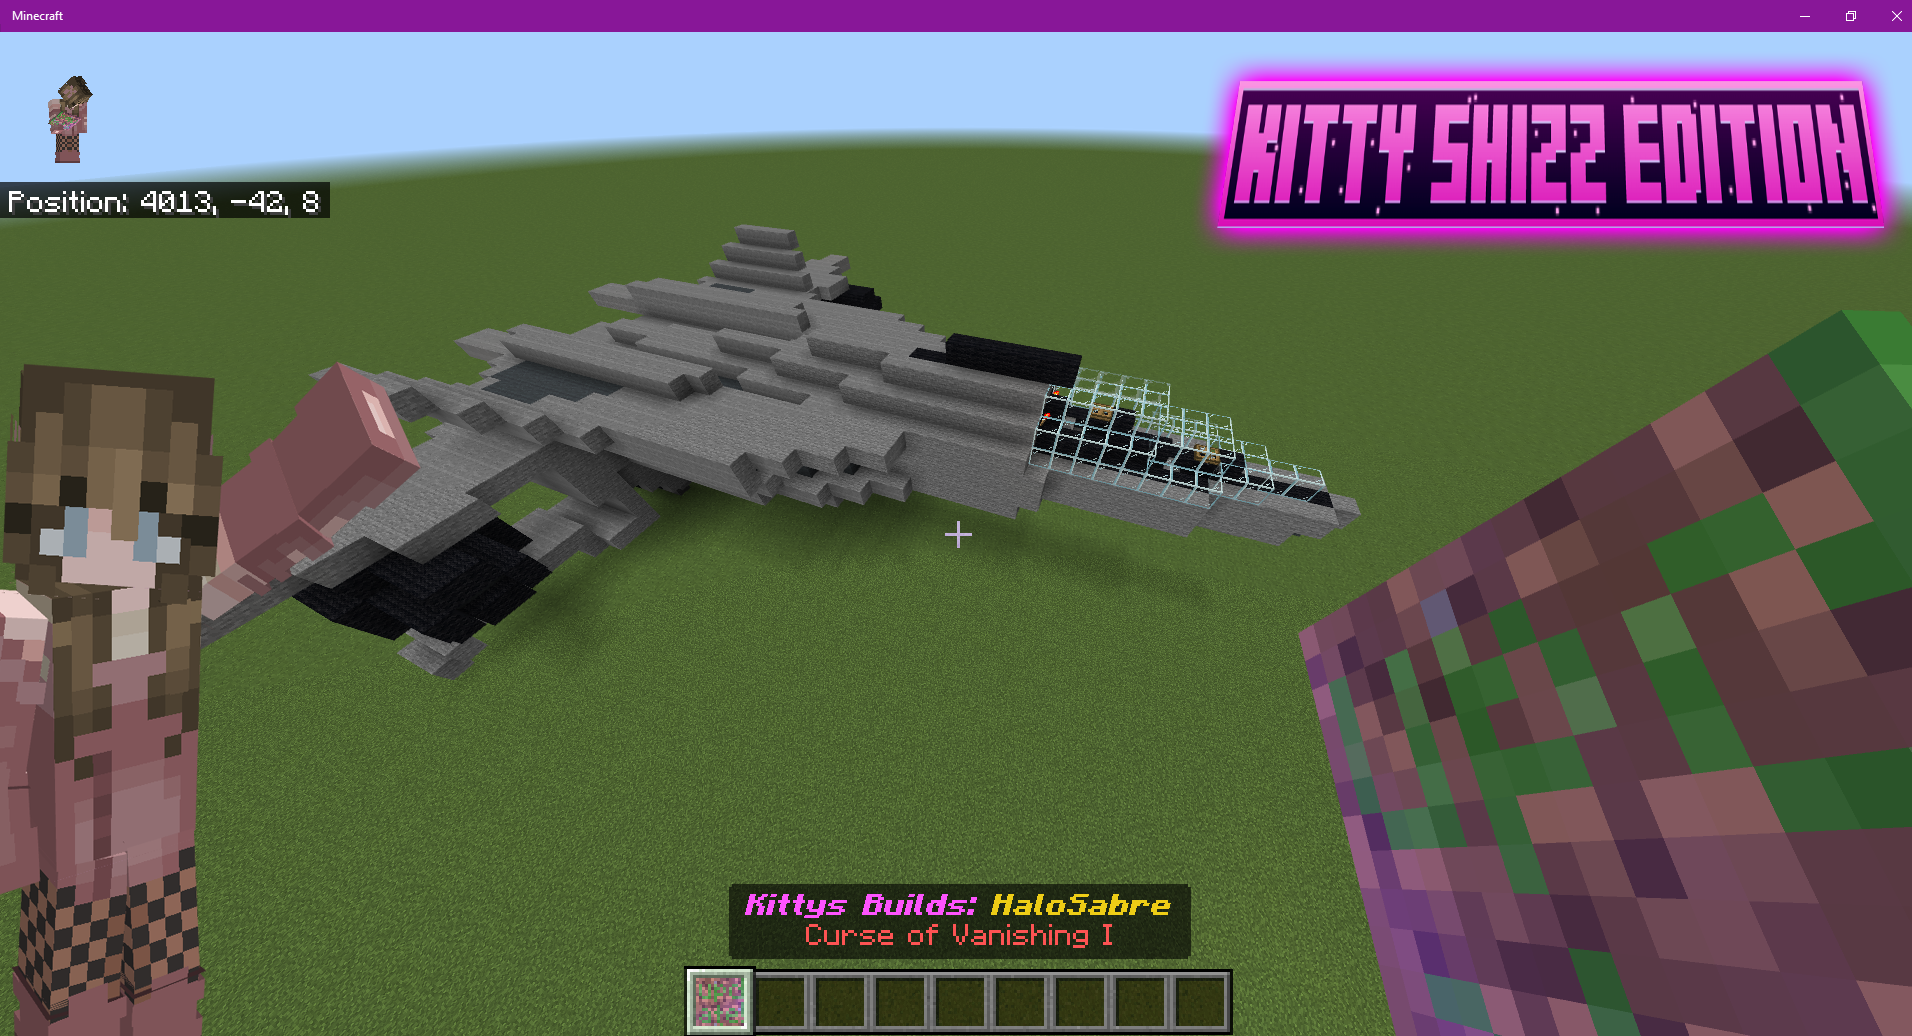 Minecraft
KITTY SHIZZ EDITION
Position: 4013, -42, 8
Kittys Builds: HaloSabre
Curse of Vanishing I